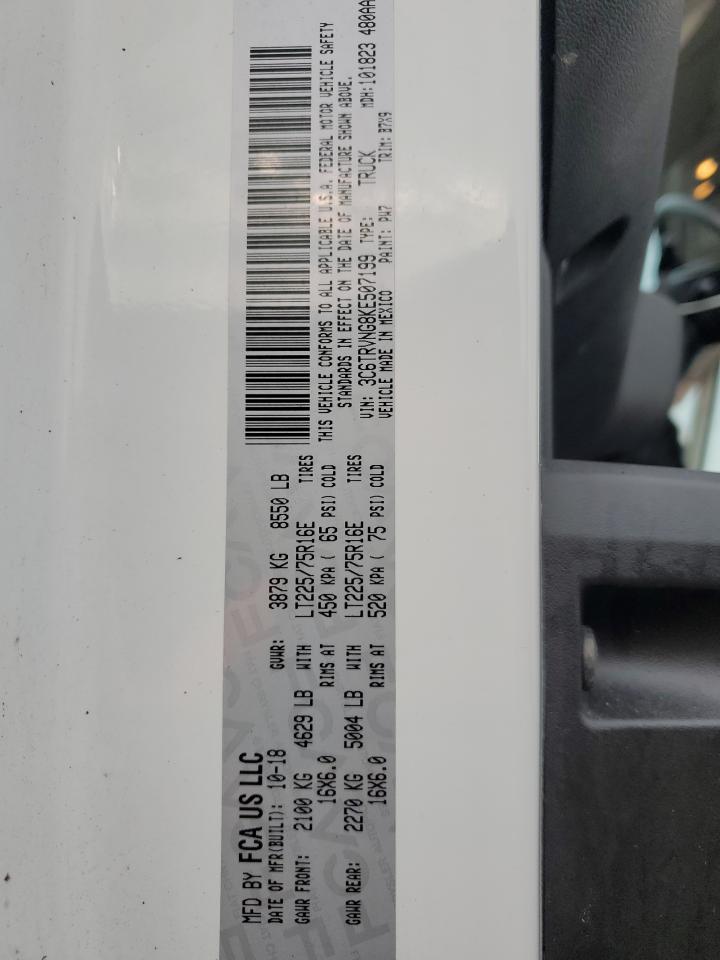 MFD BY FCA US LLC
DATE OF MFR(BUILT): 10-18 GVWR: 3879 KG 8550 LB
GAWR FRONT: 2100 KG 4629 LB WITH LT225/75R16E TIRES
16X6.0 RIMS AT 450 KPA ( 65 PSI) COLD
GAWR REAR: 2270 KG 5004 LB WITH LT225/75R16E TIRES
16X6.0 RIMS AT 520 KPA ( 75 PSI) COLD
THIS VEHICLE CONFORMS TO ALL APPLICABLE U.S.A. FEDERAL MOTOR VEHICLE SAFETY
STANDARDS IN EFFECT ON THE DATE OF MANUFACTURE SHOWN ABOVE.
VIN: 3C6TRVNG8KE507199 TYPE: TRUCK MDH: 101823 480AA
VEHICLE MADE IN MEXICO PAINT: PW7 TRIM: B7X9